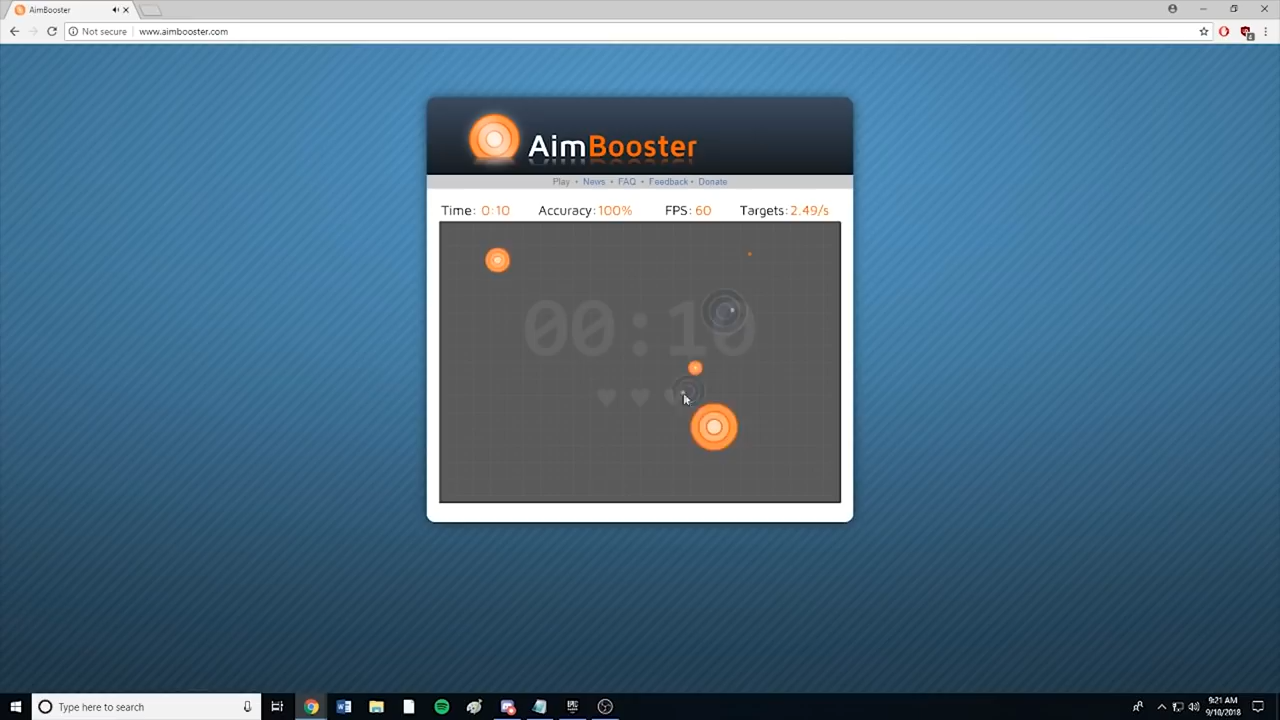 AimBooster
Not secure
www.aimbooster.com
AimBooster
Play • News • FAQ • Feedback • Donate
Time: 0:10 Accuracy: 100% FPS: 60 Targets: 2.49/s
00:10
Type here to search
9:21 AM
9/10/2018